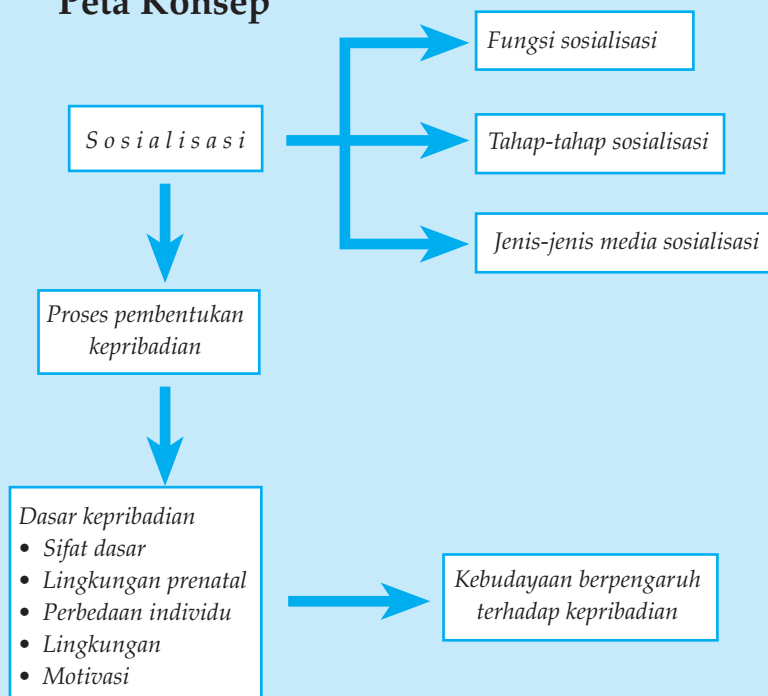 Peta Konsep
Fungsi sosialisasi
Sosialisasi
Tahap-tahap sosialisasi
Jenis-jenis media sosialisasi
Proses pembentukan
kepribadian
Dasar kepribadian
• Sifat dasar
• Lingkungan prenatal
• Perbedaan individu
• Lingkungan
• Motivasi
Kebudayaan berpengaruh
terhadap kepribadian